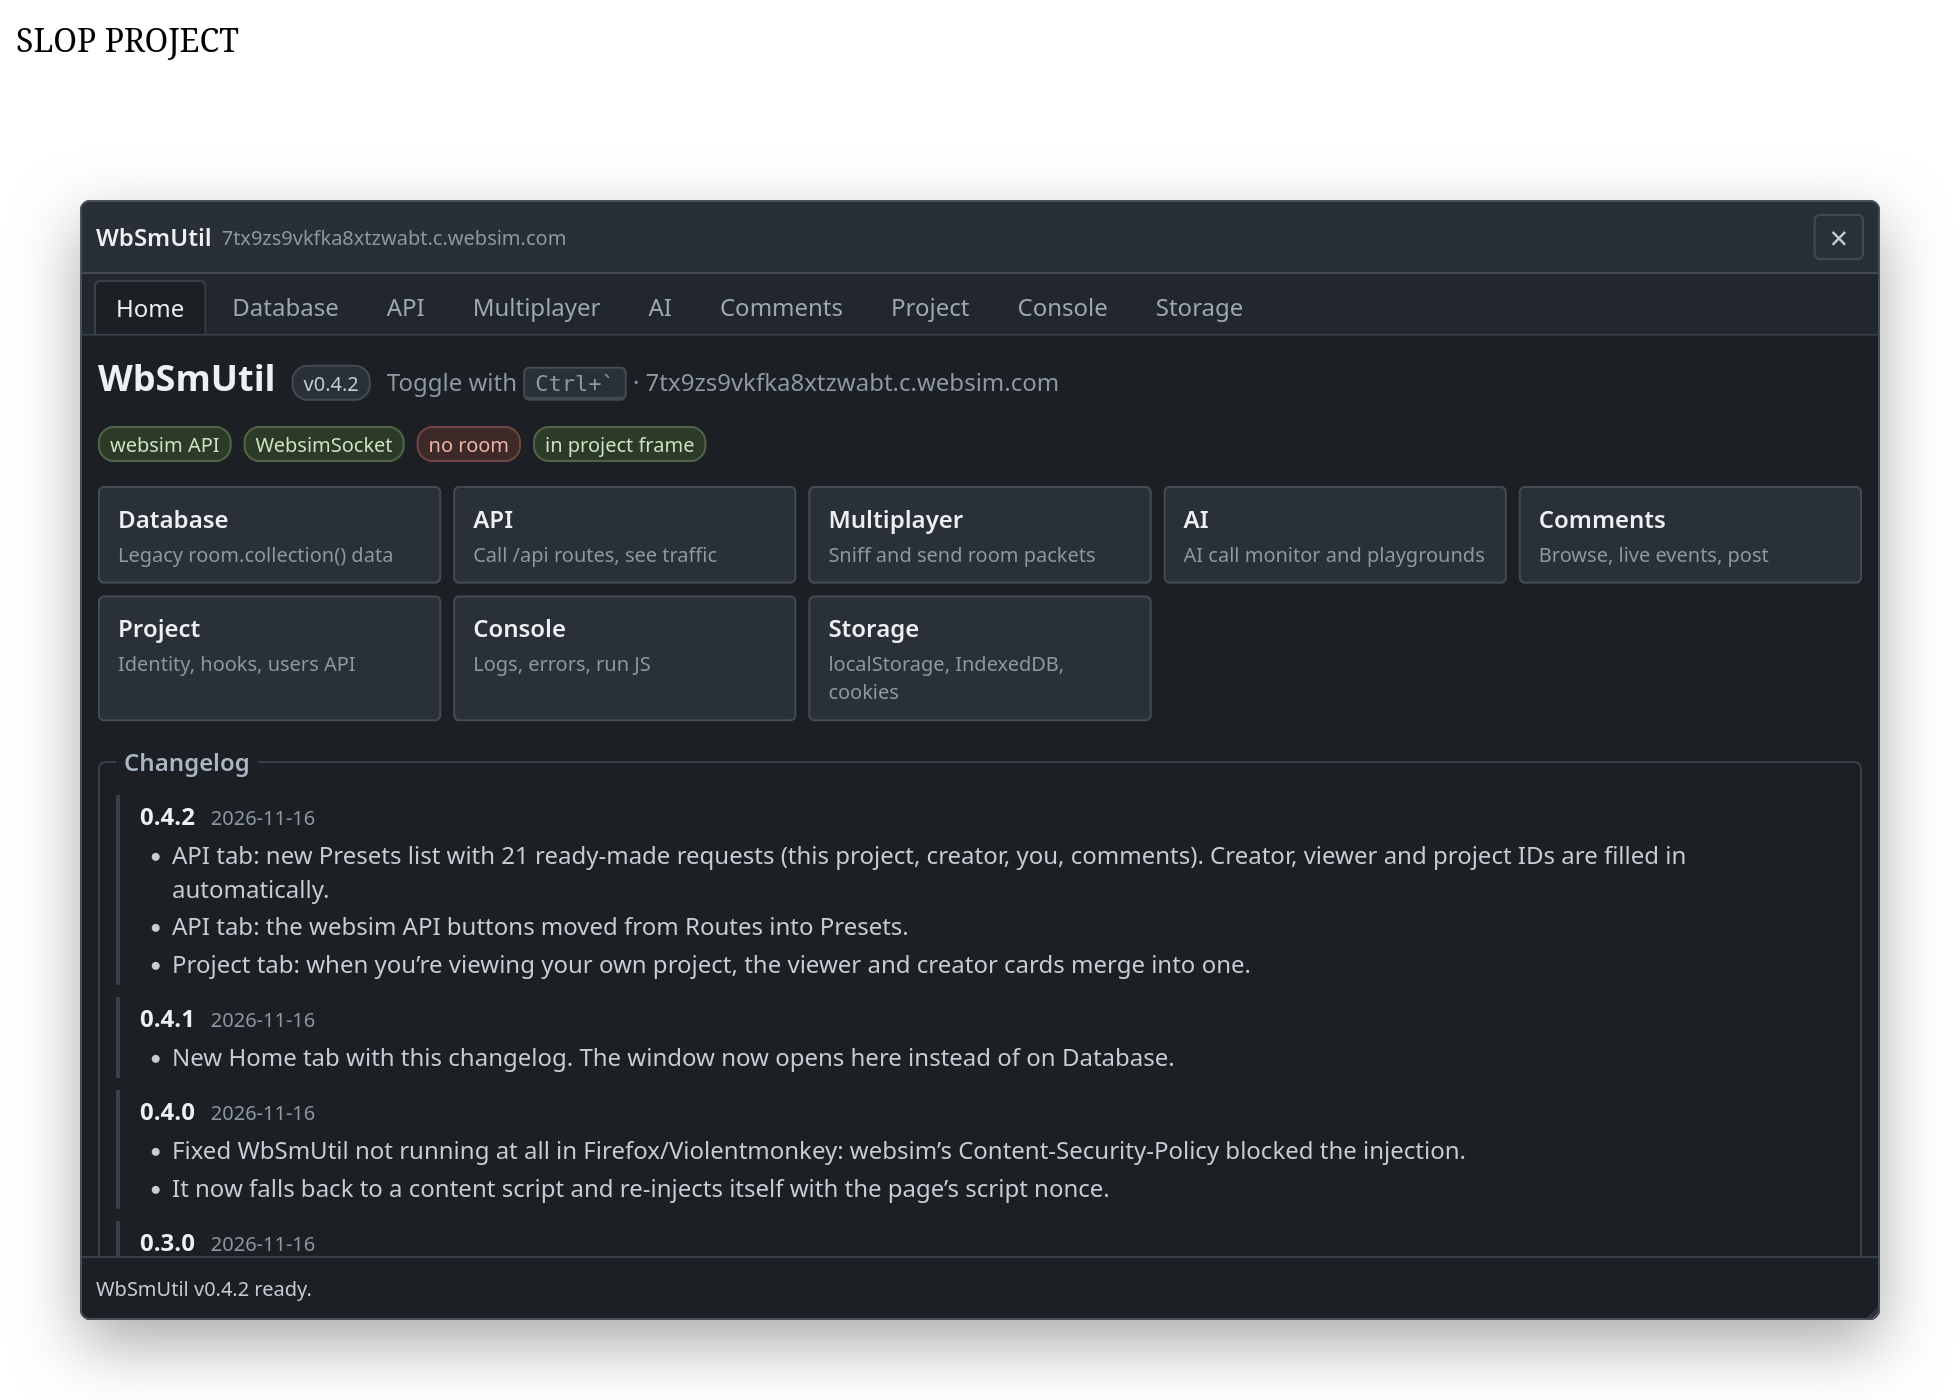 SLOP PROJECT
WbSmUtil 7tx9zs9vkfka8xtzwabt.c.websim.com ×
Home Database API Multiplayer AI Comments Project Console Storage
WbSmUtil v0.4.2 Toggle with Ctrl+` · 7tx9zs9vkfka8xtzwabt.c.websim.com
websim API WebsimSocket no room in project frame
Database API Multiplayer AI Comments
Legacy room.collection() data Call /api routes, see traffic Sniff and send room packets AI call monitor and playgrounds Browse, live events, post
Project Console Storage
Identity, hooks, users API Logs, errors, run JS localStorage, IndexedDB,
cookies
Changelog
0.4.2 2026-11-16
• API tab: new Presets list with 21 ready-made requests (this project, creator, you, comments). Creator, viewer and project IDs are filled in
automatically.
• API tab: the websim API buttons moved from Routes into Presets.
• Project tab: when you’re viewing your own project, the viewer and creator cards merge into one.
0.4.1 2026-11-16
• New Home tab with this changelog. The window now opens here instead of on Database.
0.4.0 2026-11-16
• Fixed WbSmUtil not running at all in Firefox/Violentmonkey: websim’s Content-Security-Policy blocked the injection.
• It now falls back to a content script and re-injects itself with the page’s script nonce.
0.3.0 2026-11-16
WbSmUtil v0.4.2 ready.